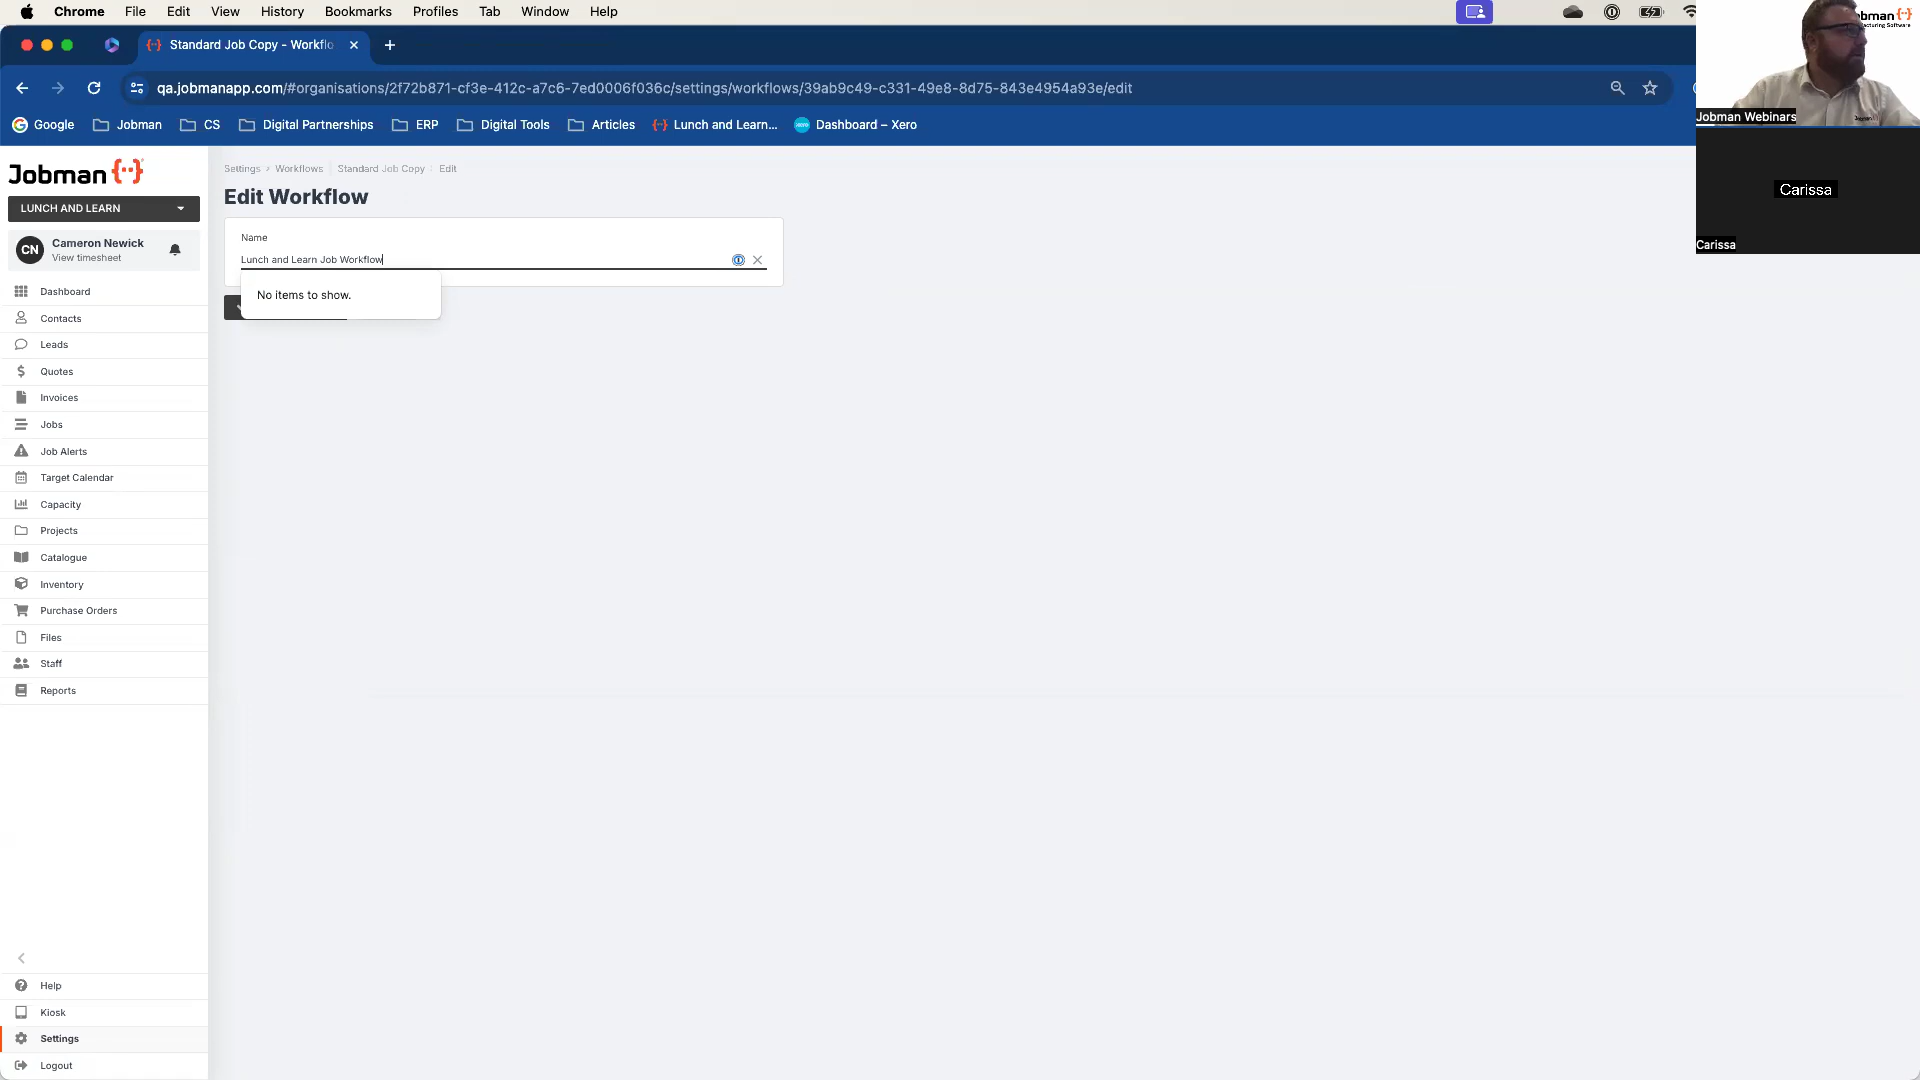 Chrome File Edit View History Bookmarks Profiles Tab Window Help
Standard Job Copy - Workflo
qa.jobmanapp.com/#organisations/2f72b871-cf3e-412c-a7c6-7ed0006f036c/settings/workflows/39ab9c49-c331-49e8-8d75-843e4954a93e/edit
Google Jobman CS Digital Partnerships ERP Digital Tools Articles Lunch and Learn... Dashboard – Xero
Jobman
LUNCH AND LEARN
CN Cameron Newick
View timesheet
Dashboard
Contacts
Leads
Quotes
Invoices
Jobs
Job Alerts
Target Calendar
Capacity
Projects
Catalogue
Inventory
Purchase Orders
Files
Staff
Reports
Help
Kiosk
Settings
Logout
Settings › Workflows Standard Job Copy Edit
Edit Workflow
Name
Lunch and Learn Job Workflow
No items to show.
Jobman Webinars
Carissa
Carissa